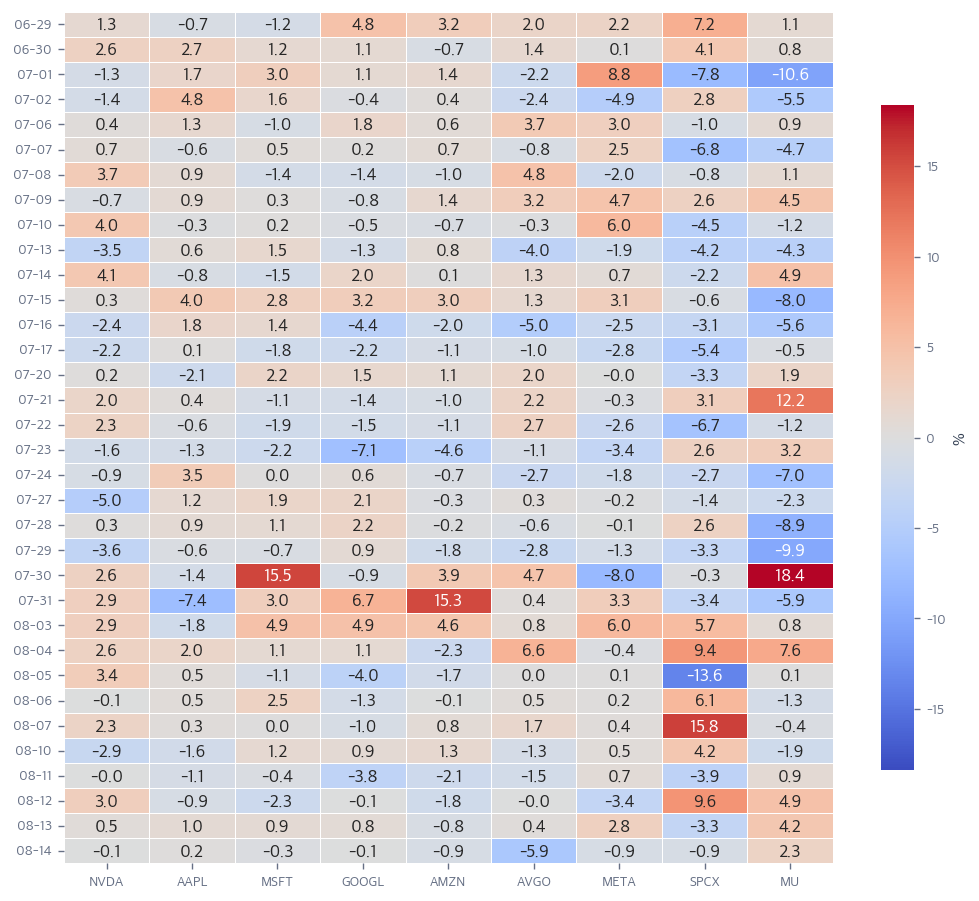 06-29 1.3 -0.7 -1.2 4.8 3.2 2.0 2.2 7.2 1.1
06-30 2.6 2.7 1.2 1.1 -0.7 1.4 0.1 4.1 0.8
07-01 -1.3 1.7 3.0 1.1 1.4 -2.2 8.8 -7.8 -10.6
07-02 -1.4 4.8 1.6 -0.4 0.4 -2.4 -4.9 2.8 -5.5
07-06 0.4 1.3 -1.0 1.8 0.6 3.7 3.0 -1.0 0.9
07-07 0.7 -0.6 0.5 0.2 0.7 -0.8 2.5 -6.8 -4.7
07-08 3.7 0.9 -1.4 -1.4 -1.0 4.8 -2.0 -0.8 1.1
07-09 -0.7 0.9 0.3 -0.8 1.4 3.2 4.7 2.6 4.5
07-10 4.0 -0.3 0.2 -0.5 -0.7 -0.3 6.0 -4.5 -1.2
07-13 -3.5 0.6 1.5 -1.3 0.8 -4.0 -1.9 -4.2 -4.3
07-14 4.1 -0.8 -1.5 2.0 0.1 1.3 0.7 -2.2 4.9
07-15 0.3 4.0 2.8 3.2 3.0 1.3 3.1 -0.6 -8.0
07-16 -2.4 1.8 1.4 -4.4 -2.0 -5.0 -2.5 -3.1 -5.6
07-17 -2.2 0.1 -1.8 -2.2 -1.1 -1.0 -2.8 -5.4 -0.5
07-20 0.2 -2.1 2.2 1.5 1.1 2.0 -0.0 -3.3 1.9
07-21 2.0 0.4 -1.1 -1.4 -1.0 2.2 -0.3 3.1 12.2
07-22 2.3 -0.6 -1.9 -1.5 -1.1 2.7 -2.6 -6.7 -1.2
07-23 -1.6 -1.3 -2.2 -7.1 -4.6 -1.1 -3.4 2.6 3.2
07-24 -0.9 3.5 0.0 0.6 -0.7 -2.7 -1.8 -2.7 -7.0
07-27 -5.0 1.2 1.9 2.1 -0.3 0.3 -0.2 -1.4 -2.3
07-28 0.3 0.9 1.1 2.2 -0.2 -0.6 -0.1 2.6 -8.9
07-29 -3.6 -0.6 -0.7 0.9 -1.8 -2.8 -1.3 -3.3 -9.9
07-30 2.6 -1.4 15.5 -0.9 3.9 4.7 -8.0 -0.3 18.4
07-31 2.9 -7.4 3.0 6.7 15.3 0.4 3.3 -3.4 -5.9
08-03 2.9 -1.8 4.9 4.9 4.6 0.8 6.0 5.7 0.8
08-04 2.6 2.0 1.1 1.1 -2.3 6.6 -0.4 9.4 7.6
08-05 3.4 0.5 -1.1 -4.0 -1.7 0.0 0.1 -13.6 0.1
08-06 -0.1 0.5 2.5 -1.3 -0.1 0.5 0.2 6.1 -1.3
08-07 2.3 0.3 0.0 -1.0 0.8 1.7 0.4 15.8 -0.4
08-10 -2.9 -1.6 1.2 0.9 1.3 -1.3 0.5 4.2 -1.9
08-11 -0.0 -1.1 -0.4 -3.8 -2.1 -1.5 0.7 -3.9 0.9
08-12 3.0 -0.9 -2.3 -0.1 -1.8 -0.0 -3.4 9.6 4.9
08-13 0.5 1.0 0.9 0.8 -0.8 0.4 2.8 -3.3 4.2
08-14 -0.1 0.2 -0.3 -0.1 -0.9 -5.9 -0.9 -0.9 2.3
NVDA AAPL MSFT GOOGL AMZN AVGO META SPCX MU
15
10
5
0
-5
-10
-15
%